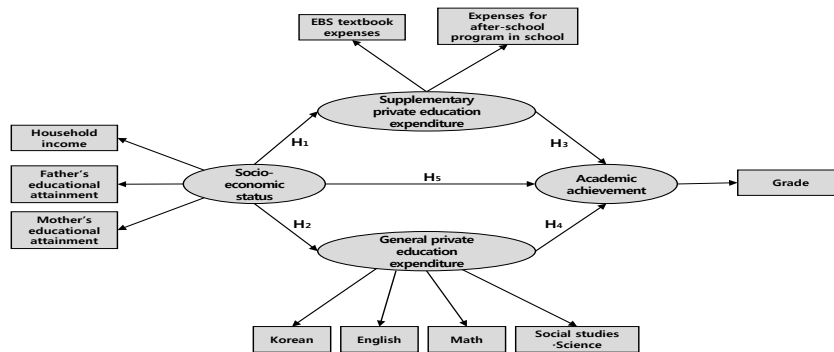 EBS textbook
expenses
Expenses for
after-school
program in school
Supplementary
private education
expenditure
Household
income
H₁
H₃
Father's
educational
attainment
Socio-
economic
status
H₅
Academic
achievement
Grade
Mother's
educational
attainment
H₂
H₄
General private
education
expenditure
Korean
English
Math
Social studies
·Science